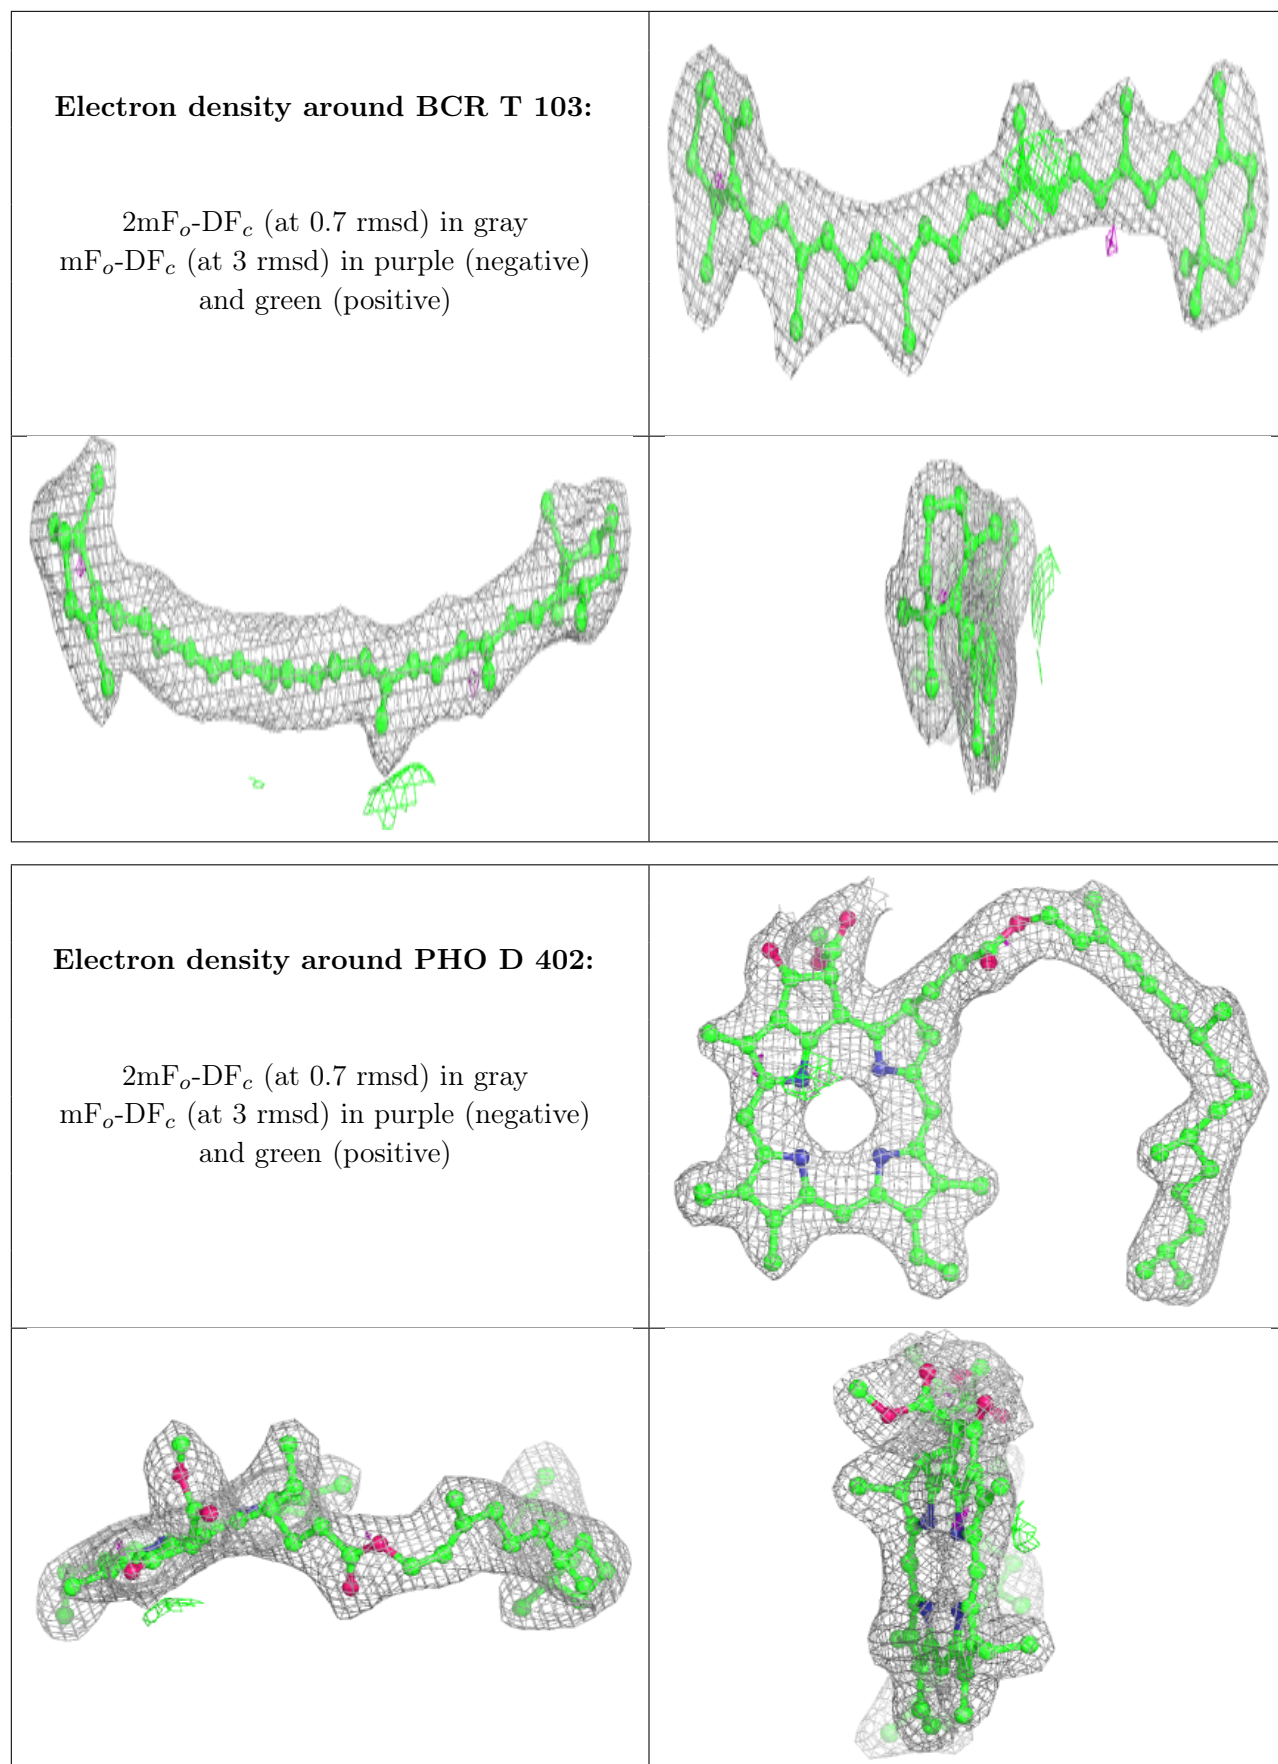 Electron density around BCR T 103:
2mFo-DFc (at 0.7 rmsd) in gray
mFo-DFc (at 3 rmsd) in purple (negative)
and green (positive)
Electron density around PHO D 402:
2mFo-DFc (at 0.7 rmsd) in gray
mFo-DFc (at 3 rmsd) in purple (negative)
and green (positive)